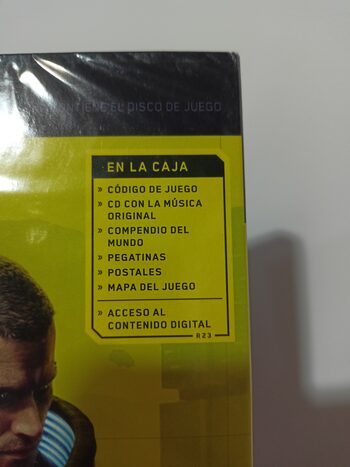 CONTIENE EL DISCO DE JUEGO
EN LA CAJA
» CÓDIGO DE JUEGO
» CD CON LA MÚSICA
ORIGINAL
» COMPENDIO DEL
MUNDO
» PEGATINAS
» POSTALES
» MAPA DEL JUEGO
» ACCESO AL
CONTENIDO DIGITAL
R23